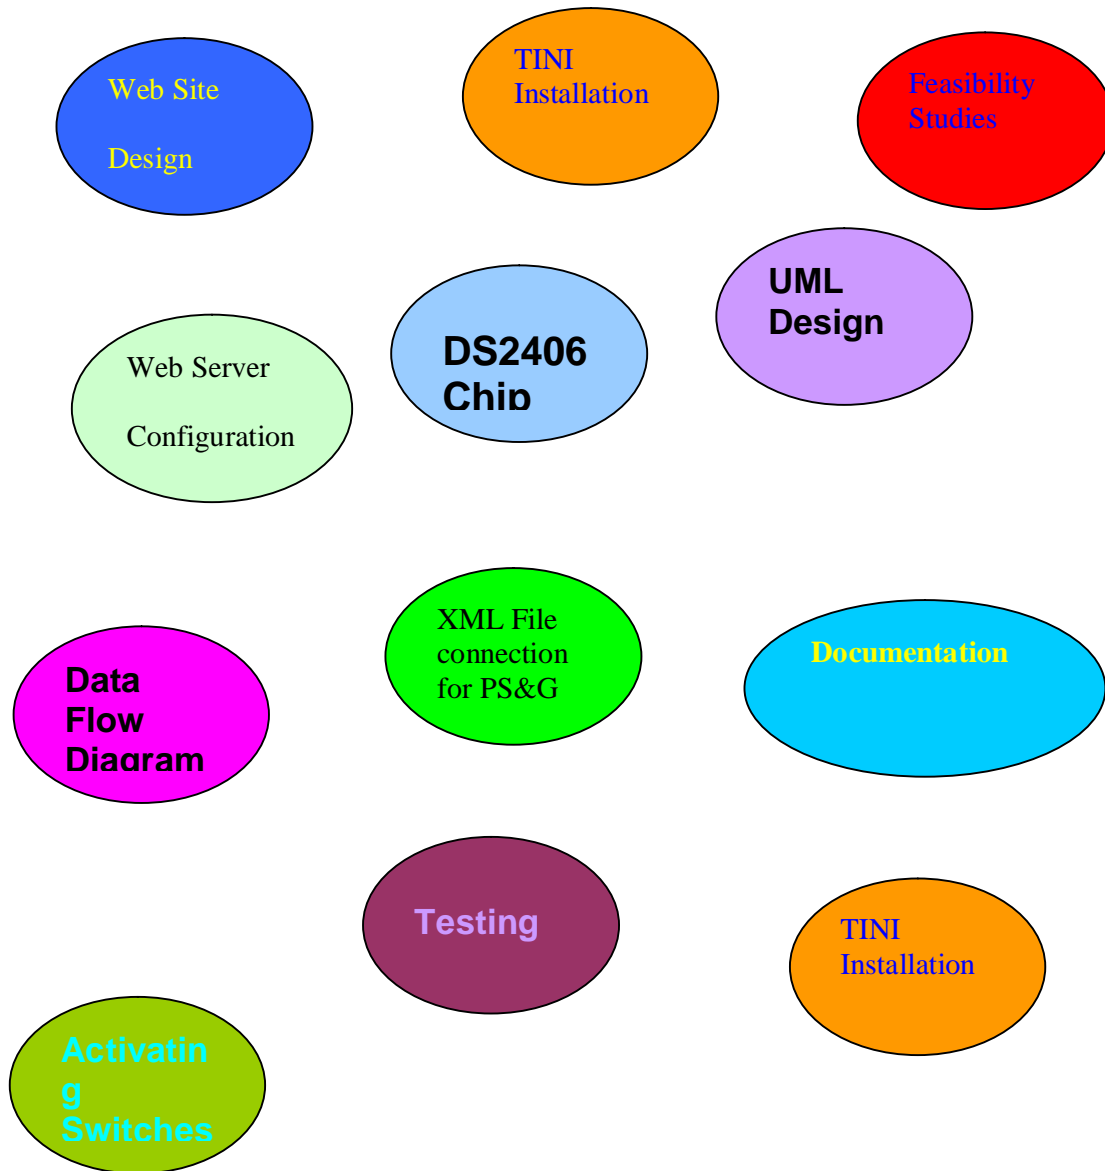 Web Site
Design
TINI
Installation
Feasibility
Studies
Web Server
Configuration
DS2406
Chip
UML
Design
Data
Flow
Diagram
XML File
connection
for PS&G
Documentation
Testing
TINI
Installation
Activatin
g
Switches